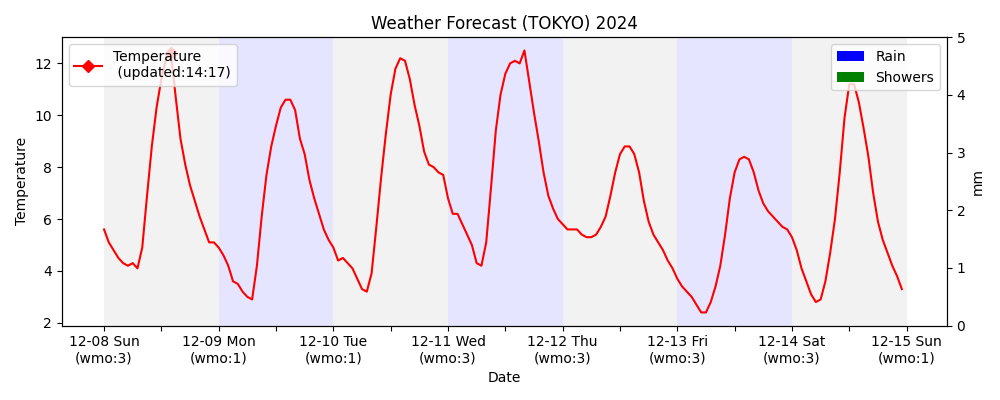 Weather Forecast (TOKYO) 2024
Temperature
(updated:14:17)
Rain
Showers
Temperature
12
10
8
6
4
2
5
4
3
2
1
0
mm
12-08 Sun
(wmo:3)
12-09 Mon
(wmo:1)
12-10 Tue
(wmo:1)
12-11 Wed
(wmo:3)
12-12 Thu
(wmo:3)
12-13 Fri
(wmo:3)
12-14 Sat
(wmo:3)
12-15 Sun
(wmo:1)
Date